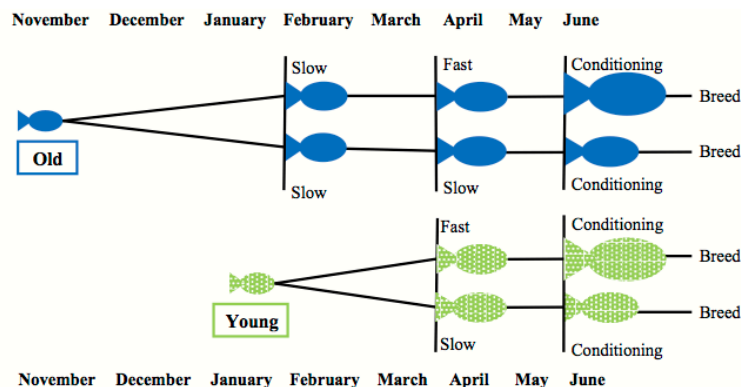 November December January February March April May June
Slow Fast Conditioning
Breed
Old
Breed
Slow Slow Conditioning
Fast Conditioning
Breed
Young
Breed
Slow Conditioning
November December January February March April May June